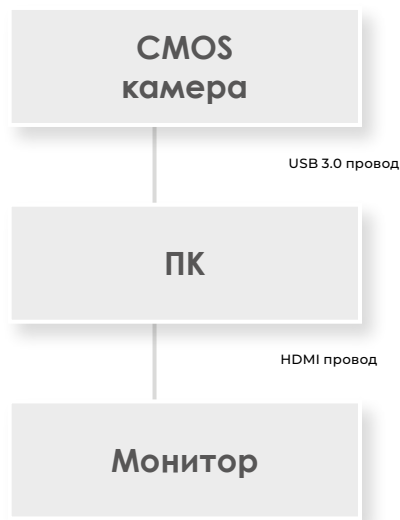 CMOS
камера
USB 3.0 провод
ПК
HDMI провод
Монитор